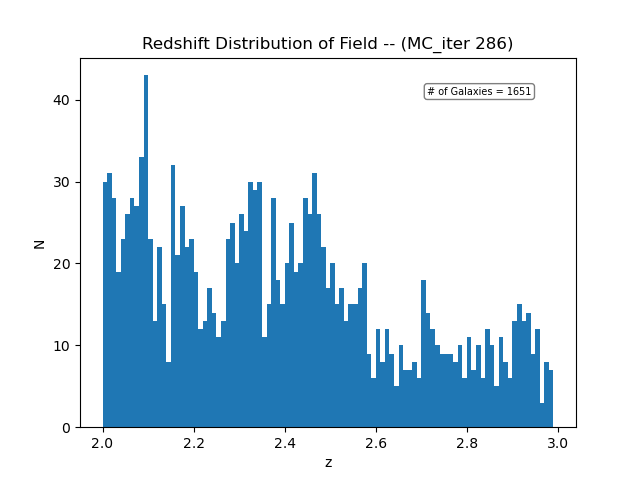 Redshift Distribution of Field -- (MC_iter 286)
# of Galaxies = 1651
40
30
20
10
0
N
2.0 2.2 2.4 2.6 2.8 3.0
z